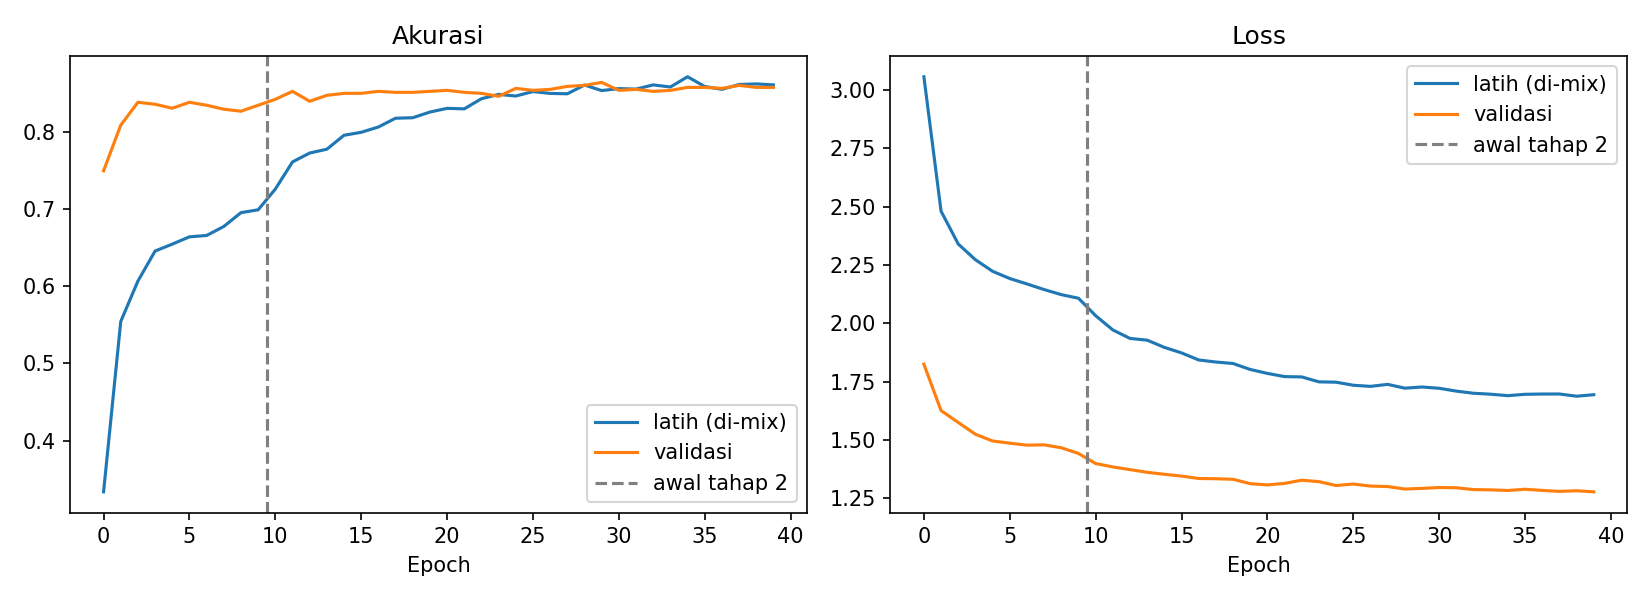 Akurasi
0.8
0.7
0.6
0.5
0.4
latih (di-mix)
validasi
awal tahap 2
0 5 10 15 20 25 30 35 40
Epoch
Loss
3.00
2.75
2.50
2.25
2.00
1.75
1.50
1.25
latih (di-mix)
validasi
awal tahap 2
0 5 10 15 20 25 30 35 40
Epoch